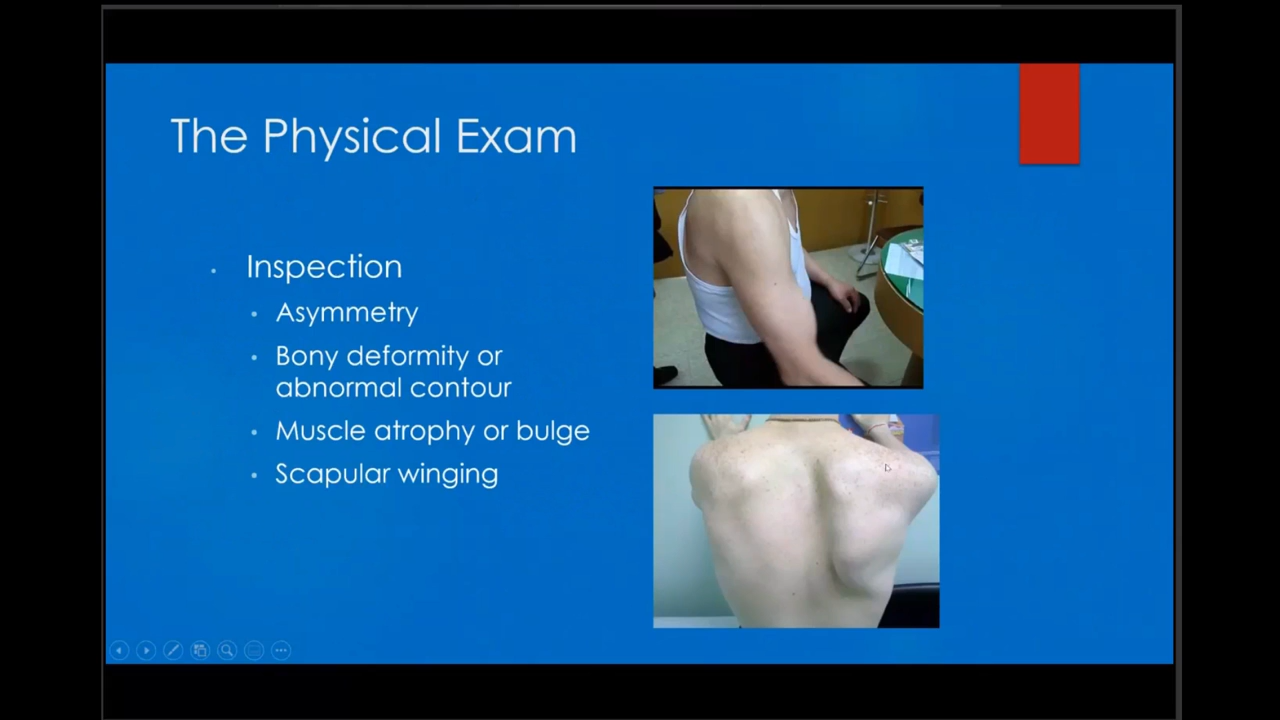 The Physical Exam
Inspection
Asymmetry
Bony deformity or
abnormal contour
Muscle atrophy or bulge
Scapular winging